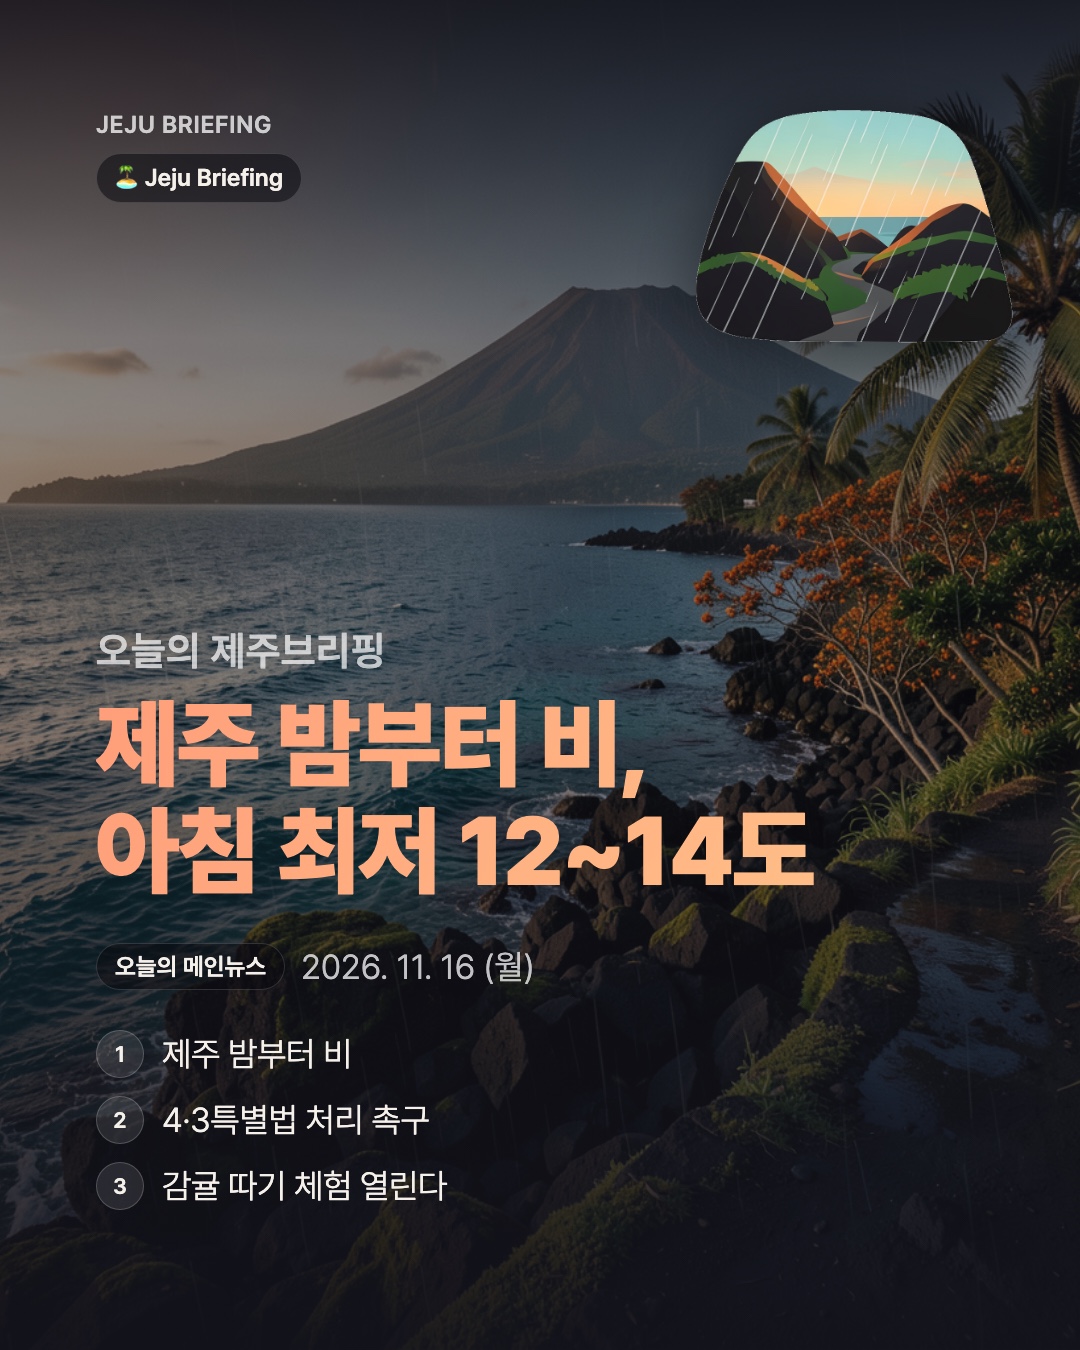 JEJU BRIEFING
🏝️ Jeju Briefing
오늘의 제주브리핑
제주 밤부터 비,
아침 최저 12~14도
오늘의 메인뉴스 2026. 11. 16 (월)
1 제주 밤부터 비
2 4·3특별법 처리 촉구
3 감귤 따기 체험 열린다